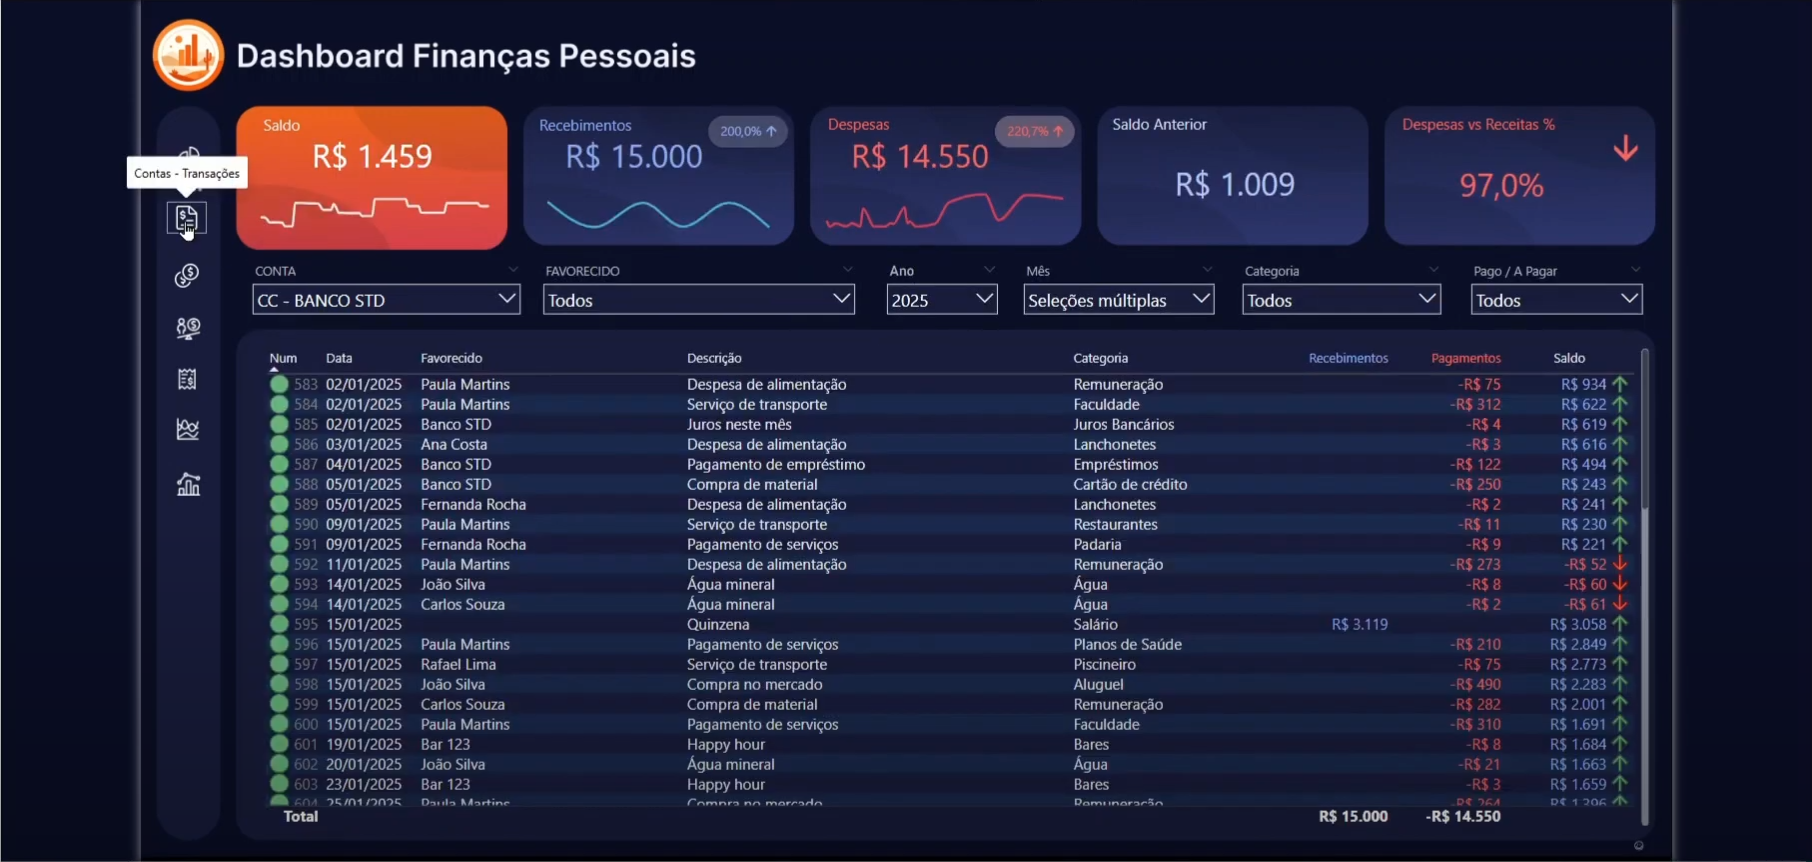 Dashboard Finanças Pessoais
Saldo
R$ 1.459
Recebimentos
200,0%
R$ 15.000
Despesas
220,7%
R$ 14.550
Saldo Anterior
R$ 1.009
Despesas vs Receitas %
97,0%
Contas - Transações
CONTA
CC - BANCO STD
FAVORECIDO
Todos
Ano
2025
Mês
Seleções múltiplas
Categoria
Todos
Pago / A Pagar
Todos
Num Data Favorecido Descrição Categoria Recebimentos Pagamentos Saldo
583 02/01/2025 Paula Martins Despesa de alimentação Remuneração -R$ 75 R$ 934
584 02/01/2025 Paula Martins Serviço de transporte Faculdade -R$ 312 R$ 622
585 02/01/2025 Banco STD Juros neste mês Juros Bancários -R$ 4 R$ 619
586 03/01/2025 Ana Costa Despesa de alimentação Lanchonetes -R$ 3 R$ 616
587 04/01/2025 Banco STD Pagamento de empréstimo Empréstimos -R$ 122 R$ 494
588 05/01/2025 Banco STD Compra de material Cartão de crédito -R$ 250 R$ 243
589 05/01/2025 Fernanda Rocha Despesa de alimentação Lanchonetes -R$ 2 R$ 241
590 09/01/2025 Paula Martins Serviço de transporte Restaurantes -R$ 11 R$ 230
591 09/01/2025 Fernanda Rocha Pagamento de serviços Padaria -R$ 9 R$ 221
592 11/01/2025 Paula Martins Despesa de alimentação Remuneração -R$ 273 -R$ 52
593 14/01/2025 João Silva Água mineral Água -R$ 8 -R$ 60
594 14/01/2025 Carlos Souza Água mineral Água -R$ 2 -R$ 61
595 15/01/2025 Quinzena Salário R$ 3.119 R$ 3.058
596 15/01/2025 Paula Martins Pagamento de serviços Planos de Saúde -R$ 210 R$ 2.849
597 15/01/2025 Rafael Lima Serviço de transporte Piscineiro -R$ 75 R$ 2.773
598 15/01/2025 João Silva Compra no mercado Aluguel -R$ 490 R$ 2.283
599 15/01/2025 Carlos Souza Compra de material Remuneração -R$ 282 R$ 2.001
600 15/01/2025 Paula Martins Pagamento de serviços Faculdade -R$ 310 R$ 1.691
601 19/01/2025 Bar 123 Happy hour Bares -R$ 8 R$ 1.684
602 20/01/2025 João Silva Água mineral Água -R$ 21 R$ 1.663
603 23/01/2025 Bar 123 Happy hour Bares -R$ 3 R$ 1.659
604 25/01/2025 Paula Martins Compra no mercado Remuneração -R$ 264 R$ 1.396
Total R$ 15.000 -R$ 14.550